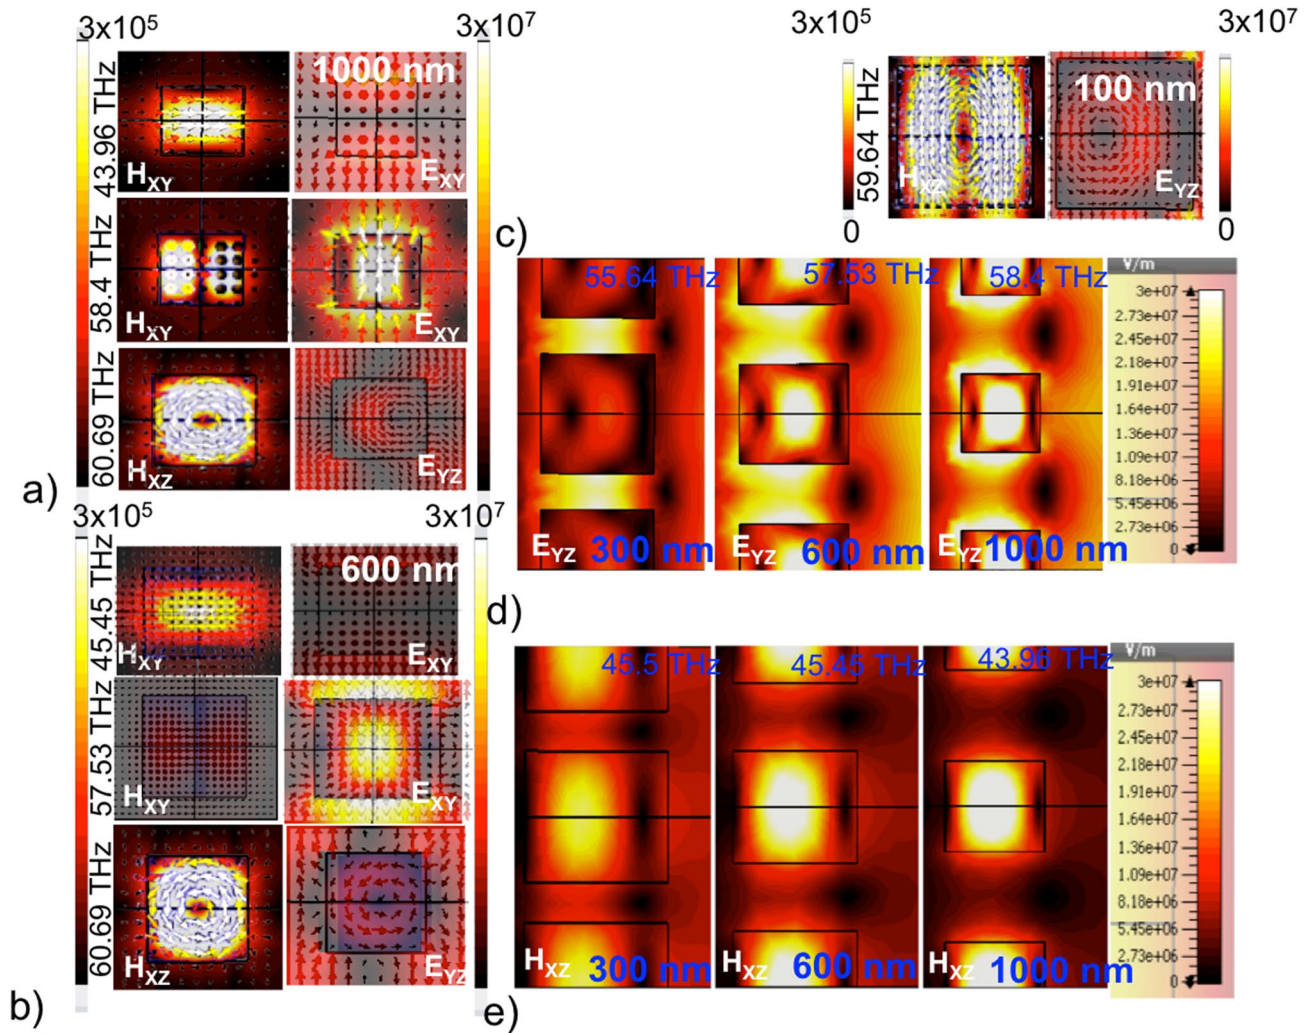 3x10⁵
3x10⁷
1000 nm
43.96 THz
H_XY
E_XY
58.4 THz
H_XY
E_XY
60.69 THz
H_XZ
E_YZ
a)
3x10⁵
3x10⁷
600 nm
45.45 THz
H_XY
E_XY
57.53 THz
H_XY
E_XY
60.69 THz
H_XZ
E_YZ
b)
3x10⁵
3x10⁷
59.64 THz
100 nm
H_XZ
E_YZ
0
0
c)
55.64 THz
57.53 THz
58.4 THz
V/m
3e+07
2.73e+07
2.45e+07
2.18e+07
1.91e+07
1.64e+07
1.36e+07
1.09e+07
8.18e+06
5.45e+06
2.73e+06
0
E_YZ 300 nm
E_YZ 600 nm
E_YZ 1000 nm
d)
45.5 THz
45.45 THz
43.96 THz
V/m
3e+07
2.73e+07
2.45e+07
2.18e+07
1.91e+07
1.64e+07
1.36e+07
1.09e+07
8.18e+06
5.45e+06
2.73e+06
0
H_XZ 300 nm
H_XZ 600 nm
H_XZ 1000 nm
e)